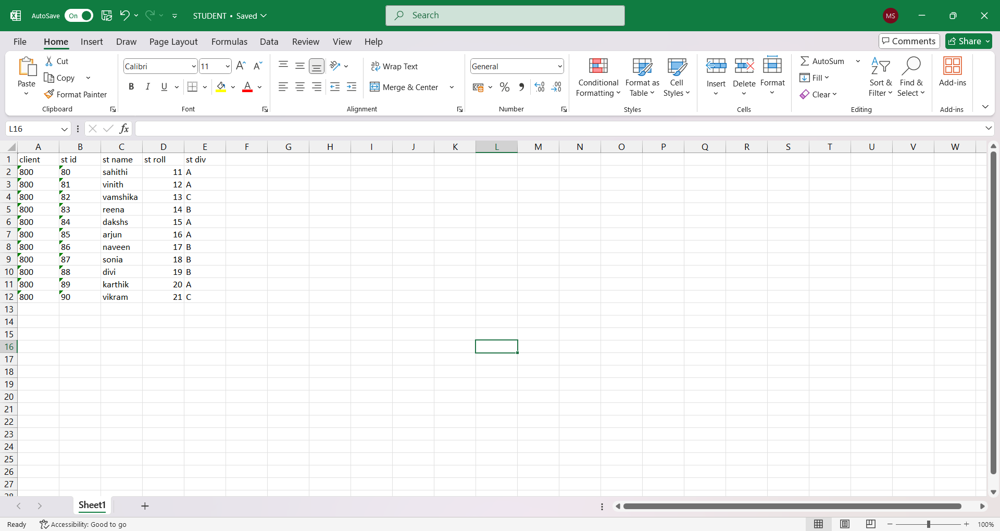 AutoSave On STUDENT • Saved Search MS
File Home Insert Draw Page Layout Formulas Data Review View Help Comments Share
Paste Cut Copy Format Painter Clipboard
Calibri 11 B I U A Font
Wrap Text Merge & Center Alignment
General % Number
Conditional Formatting Format as Table Cell Styles Styles
Insert Delete Format Cells
AutoSum Fill Clear Sort & Filter Find & Select Editing
Add-ins Add-ins
L16 fx
A B C D E F G H I J K L M N O P Q R S T U V W
1 client st id st name st roll st div
2 800 80 sahithi 11 A
3 800 81 vinith 12 A
4 800 82 vamshika 13 C
5 800 83 reena 14 B
6 800 84 dakshs 15 A
7 800 85 arjun 16 A
8 800 86 naveen 17 B
9 800 87 sonia 18 B
10 800 88 divi 19 B
11 800 89 karthik 20 A
12 800 90 vikram 21 C
13
14
15
16
17
18
19
20
21
22
23
24
25
26
27
28
Sheet1
Ready Accessibility: Good to go 100%